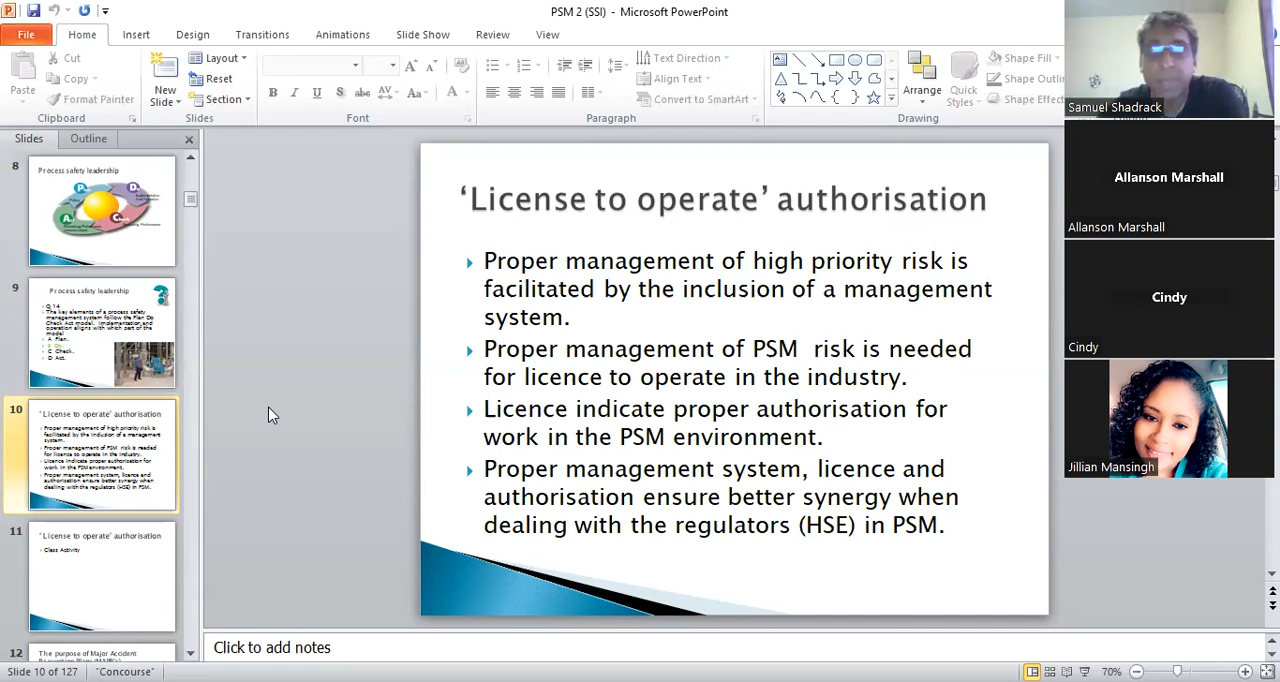 PSM 2 (SSI) - Microsoft PowerPoint
File Home Insert Design Transitions Animations Slide Show Review View
Paste
Cut
Copy
Format Painter
Clipboard
New Slide
Layout
Reset
Section
Slides
B I U S abc AV Aa A
Font
Text Direction
Align Text
Convert to SmartArt
Paragraph
Arrange
Quick Styles
Shape Fill
Shape Outli
Shape Effect
Drawing
Slides Outline
8
Process safety leadership
9
Process safety leadership
Q 14
The key elements of a process safety
management system follow the Plan Do
Check Act model. Implementation and
operation aligns with which part of the
model
A Plan.
B Do.
C Check.
D Act.
10
‘License to operate’ authorisation
Proper management of high priority risk is
facilitated by the inclusion of a management
system.
Proper management of PSM risk is needed
for licence to operate in the industry.
Licence indicate proper authorisation for
work in the PSM environment.
Proper management system, licence and
authorisation ensure better synergy when
dealing with the regulators (HSE) in PSM.
11
‘License to operate’ authorisation
Class Activity
12
The purpose of Major Accident
‘License to operate’ authorisation
Proper management of high priority risk is
facilitated by the inclusion of a management
system.
Proper management of PSM risk is needed
for licence to operate in the industry.
Licence indicate proper authorisation for
work in the PSM environment.
Proper management system, licence and
authorisation ensure better synergy when
dealing with the regulators (HSE) in PSM.
Click to add notes
Slide 10 of 127
"Concourse"
70%
Samuel Shadrack
Allanson Marshall
Allanson Marshall
Cindy
Cindy
Jillian Mansingh